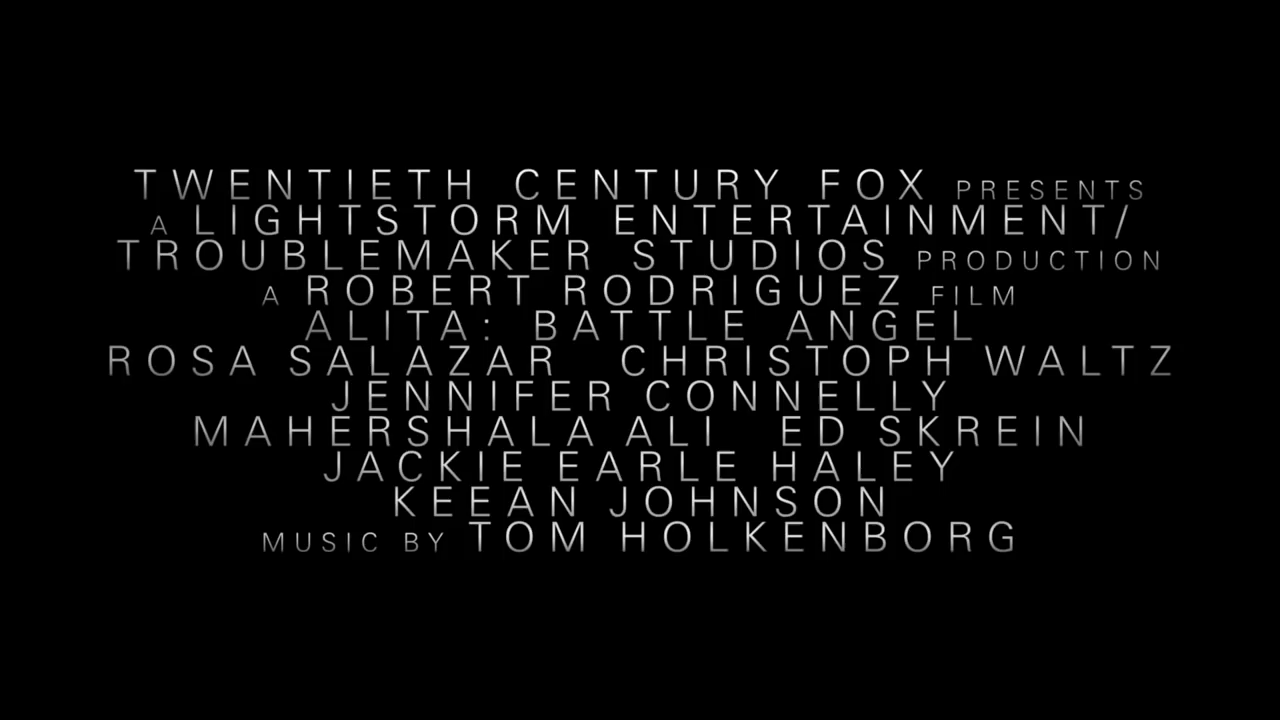 TWENTIETH CENTURY FOX PRESENTS
A LIGHTSTORM ENTERTAINMENT/
TROUBLEMAKER STUDIOS PRODUCTION
A ROBERT RODRIGUEZ FILM
ALITA: BATTLE ANGEL
ROSA SALAZAR CHRISTOPH WALTZ
JENNIFER CONNELLY
MAHERSHALA ALI ED SKREIN
JACKIE EARLE HALEY
KEEAN JOHNSON
MUSIC BY TOM HOLKENBORG